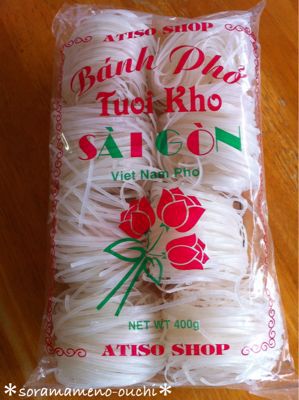 ATISO SHOP
Bánh Phở
Tuoi Kho
SÀI GÒN
Viet Nam Pho
NET WT 400g
ATISO SHOP
*soramameno-ouchi*